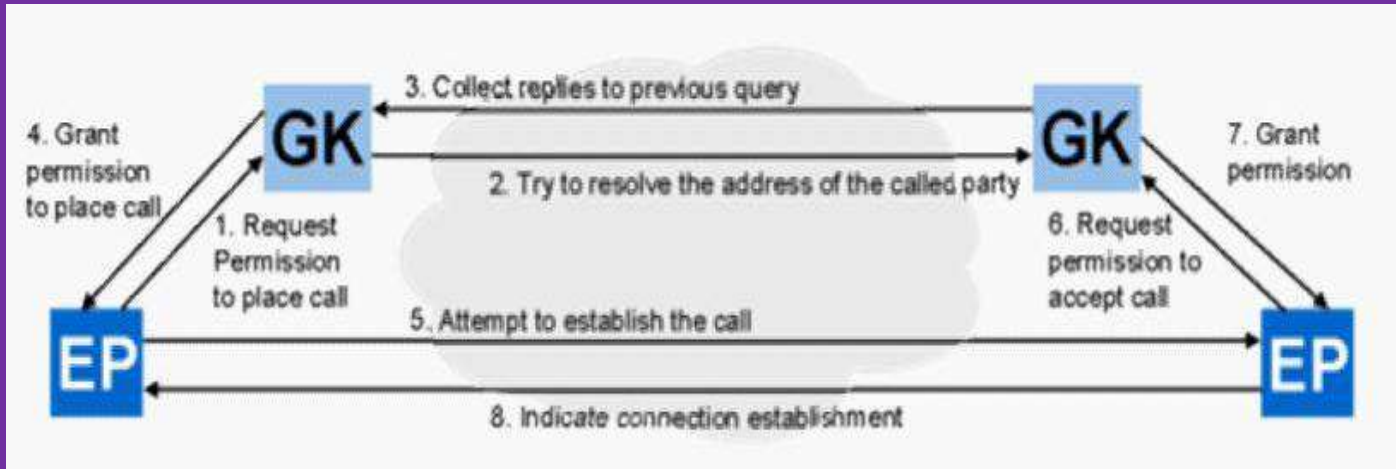 3. Collect replies to previous query
GK
GK
4. Grant
permission
to place call
7. Grant
permission
2. Try to resolve the address of the called party
1. Request
Permission
to place call
6. Request
permission to
accept call
5. Attempt to establish the call
EP
EP
8. Indicate connection establishment